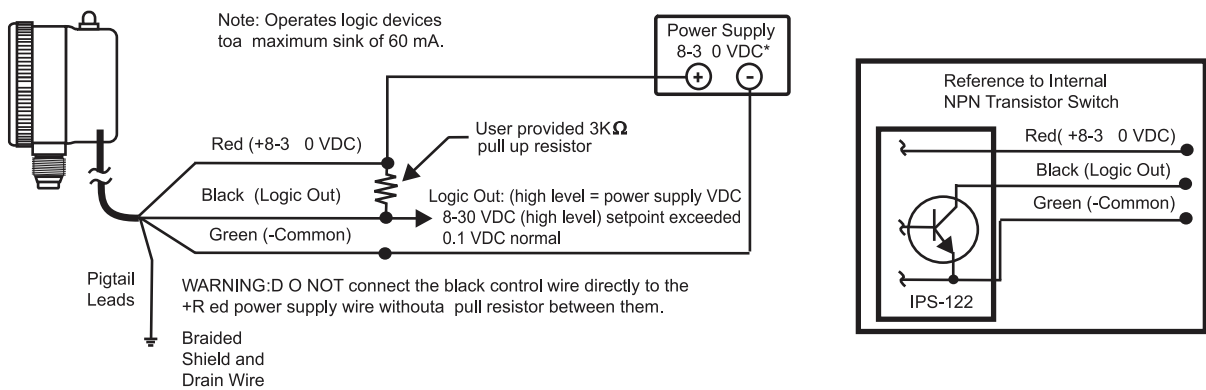 Note: Operates logic devices
toa maximum sink of 60 mA.
Power Supply
8-3 0 VDC*
+ -
Red (+8-3 0 VDC)
User provided 3KΩ
pull up resistor
Black (Logic Out)
Logic Out: (high level = power supply VDC
8-30 VDC (high level) setpoint exceeded
0.1 VDC normal
Green (-Common)
Pigtail
Leads
WARNING:D O NOT connect the black control wire directly to the
+R ed power supply wire withouta pull resistor between them.
Braided
Shield and
Drain Wire
Reference to Internal
NPN Transistor Switch
Red( +8-3 0 VDC)
Black (Logic Out)
Green (-Common)
IPS-122